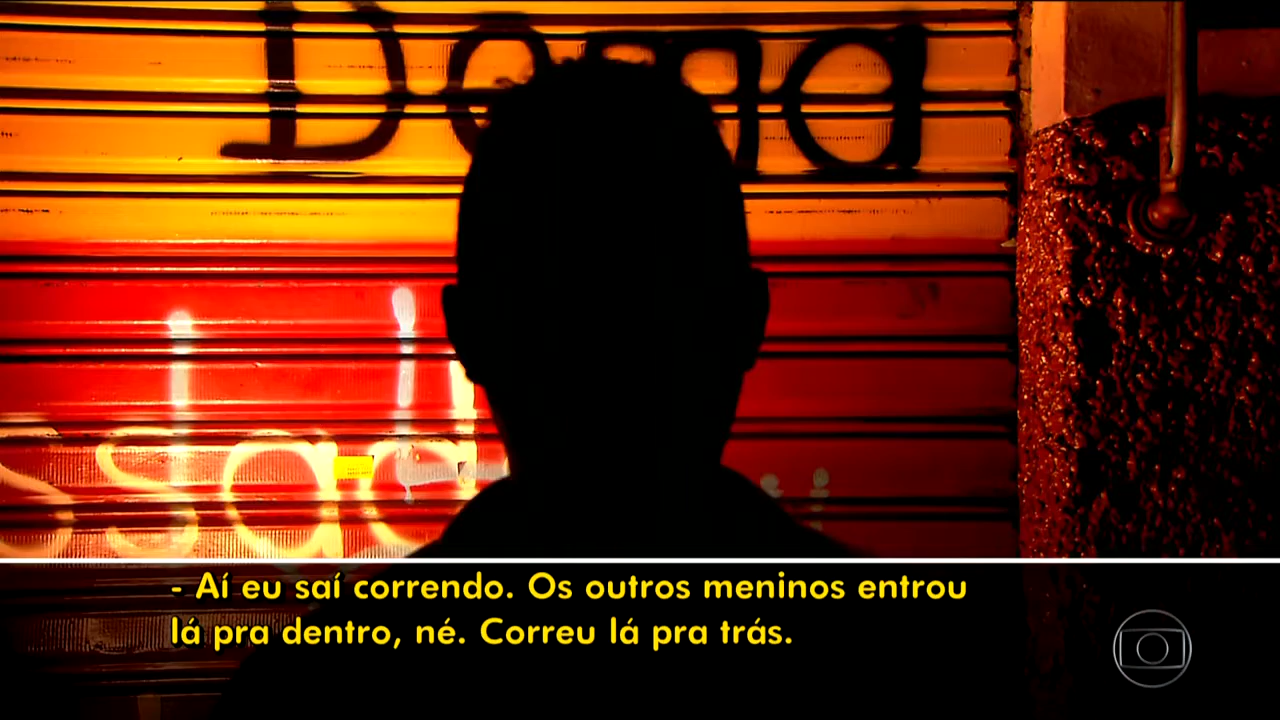 - Aí eu saí correndo. Os outros meninos entrou
lá pra dentro, né. Correu lá pra trás.